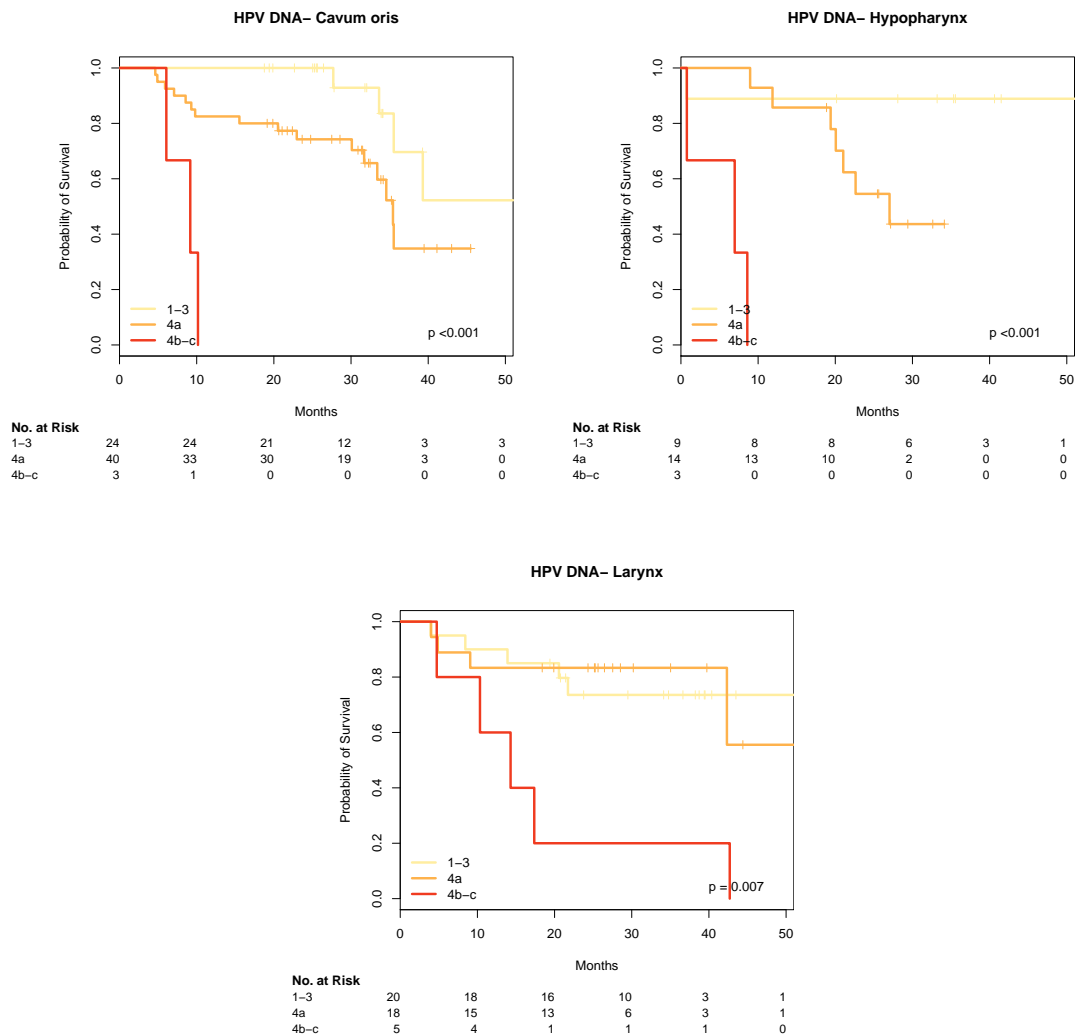 HPV DNA– Cavum oris
Probability of Survival
1.0
0.8
0.6
0.4
0.2
0.0
1–3
4a
4b–c
p <0.001
0 10 20 30 40 50
Months
No. at Risk
1–3 24 24 21 12 3 3
4a 40 33 30 19 3 0
4b–c 3 1 0 0 0 0
HPV DNA– Hypopharynx
Probability of Survival
1.0
0.8
0.6
0.4
0.2
0.0
1–3
4a
4b–c
p <0.001
0 10 20 30 40 50
Months
No. at Risk
1–3 9 8 8 6 3 1
4a 14 13 10 2 0 0
4b–c 3 0 0 0 0 0
HPV DNA– Larynx
Probability of Survival
1.0
0.8
0.6
0.4
0.2
0.0
1–3
4a
4b–c
p = 0.007
0 10 20 30 40 50
Months
No. at Risk
1–3 20 18 16 10 3 1
4a 18 15 13 6 3 1
4b–c 5 4 1 1 1 0